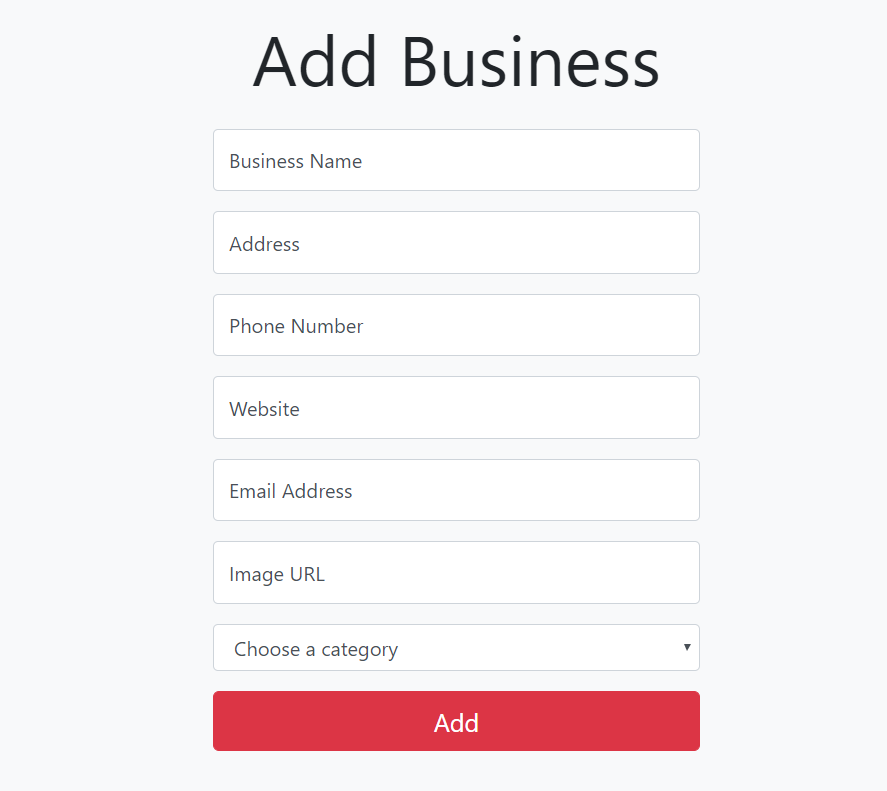 Add Business
Business Name
Address
Phone Number
Website
Email Address
Image URL
Choose a category
Add